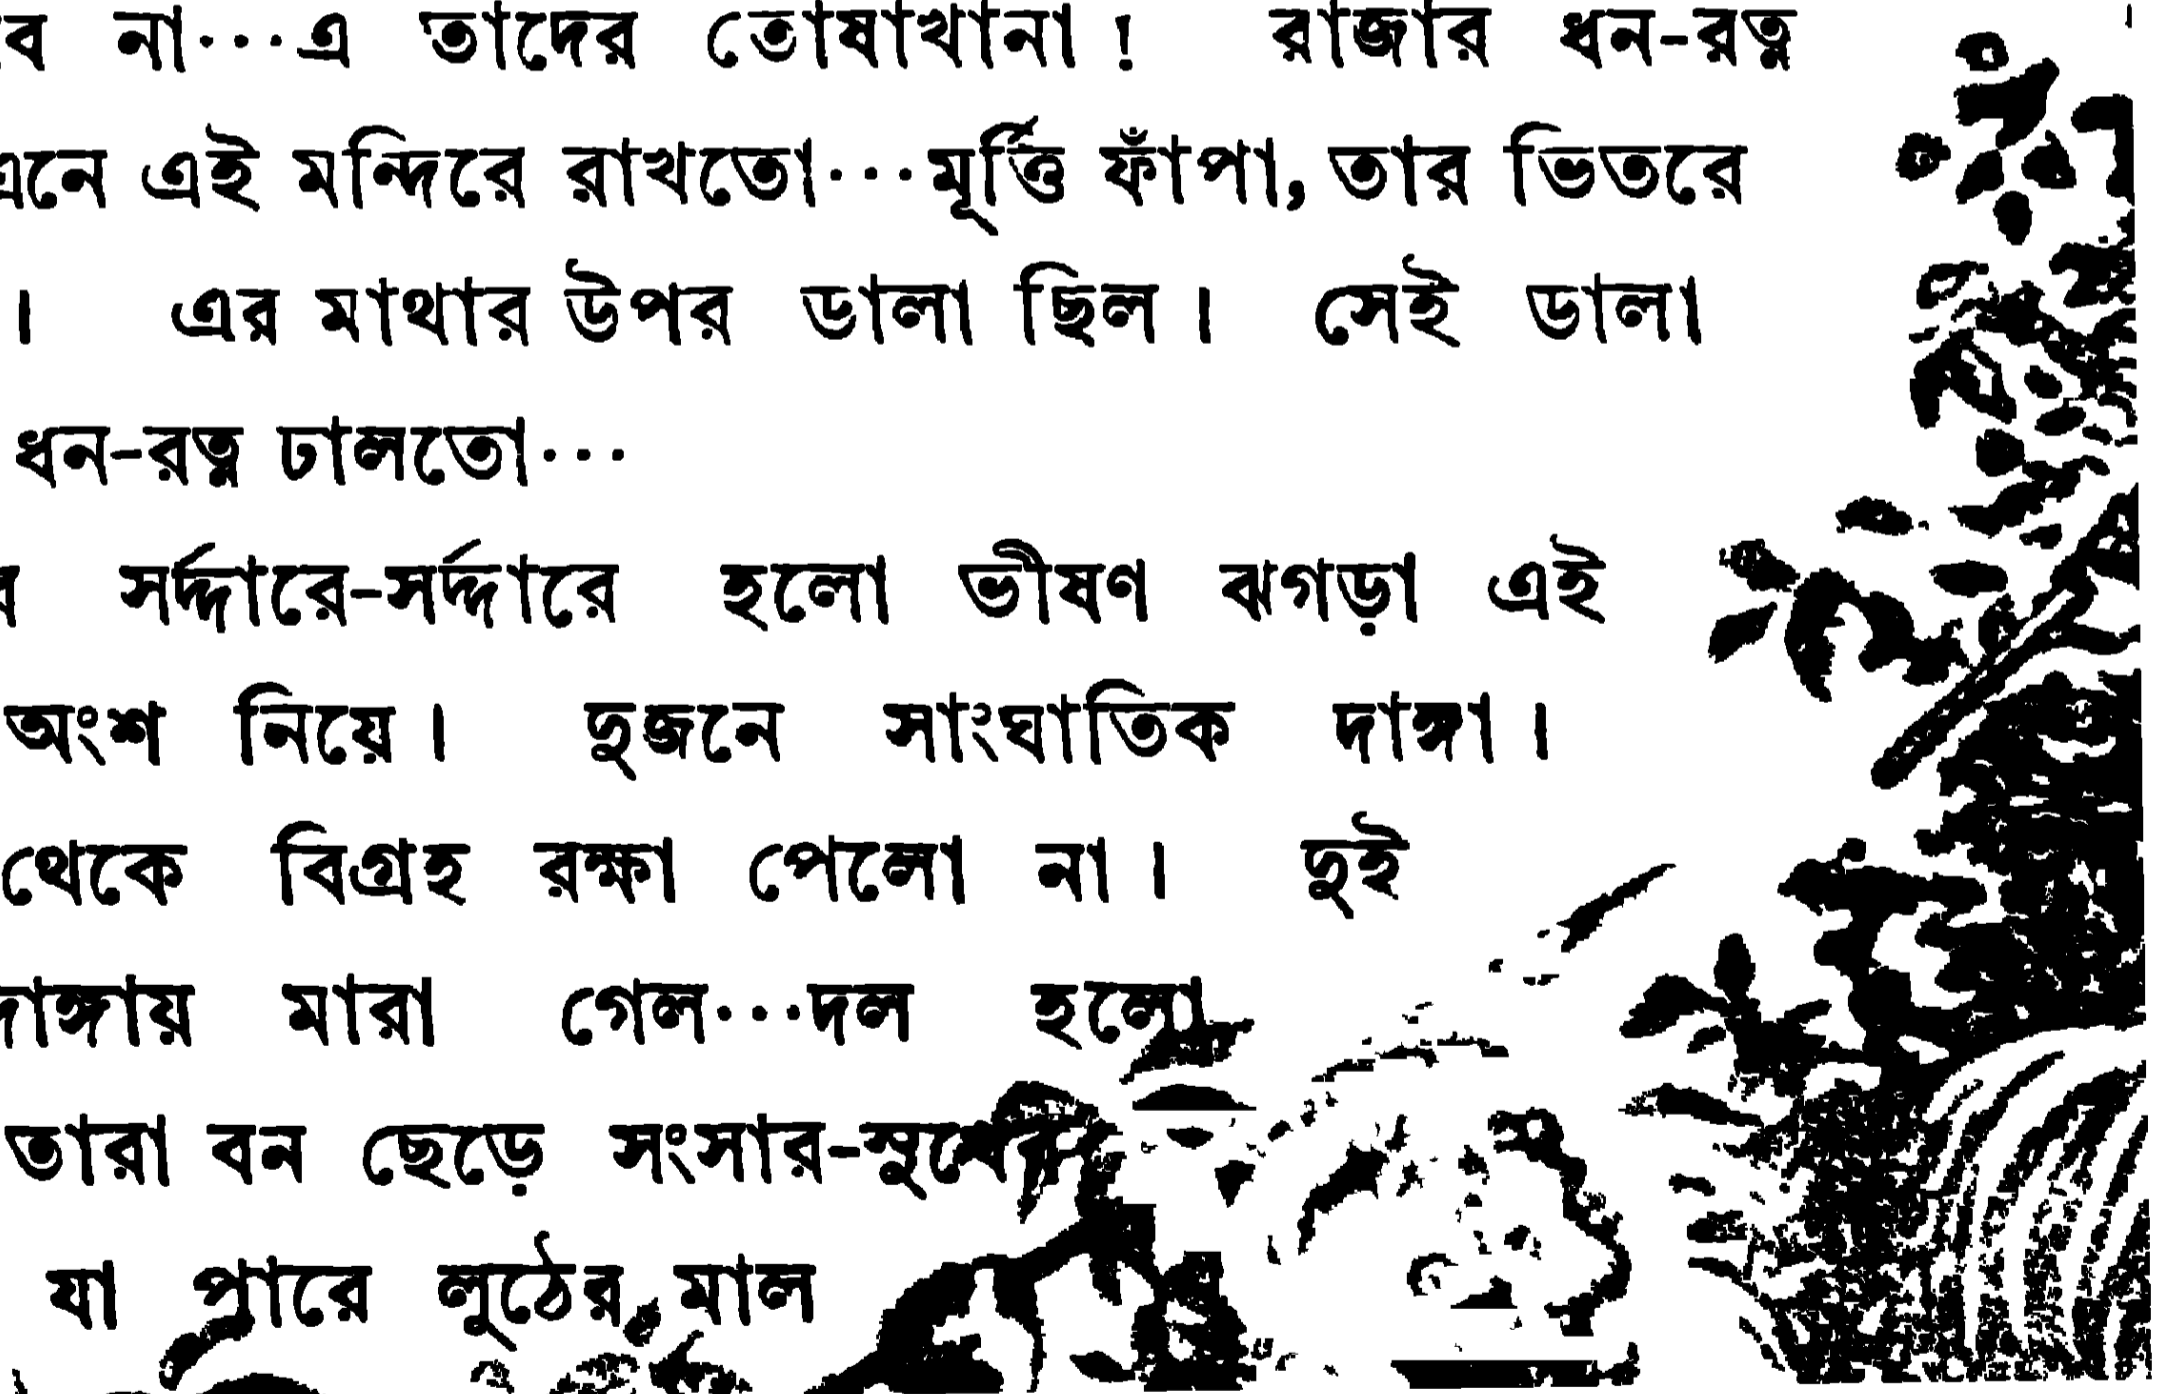 না···এ তাদের তোষাখানা ! রাজার ধন-রত্ন
এনে এই মন্দিরে রাখতো···মূর্ত্তি ফাঁপা, তার ভিতরে
। এর মাথার উপর ডালা ছিল । সেই ডালা
ধন-রত্ন ঢালতো···
সর্দ্দারে-সর্দ্দারে হলো ভীষণ ঝগড়া এই
অংশ নিয়ে । দুজনে সাংঘাতিক দাঙ্গা ।
থেকে বিগ্রহ রক্ষা পেলো না । দুই
দাঙ্গায় মারা গেল···দল হলো
তারা বন ছেড়ে সংসার-সুখের
যা পারে লুঠের মাল